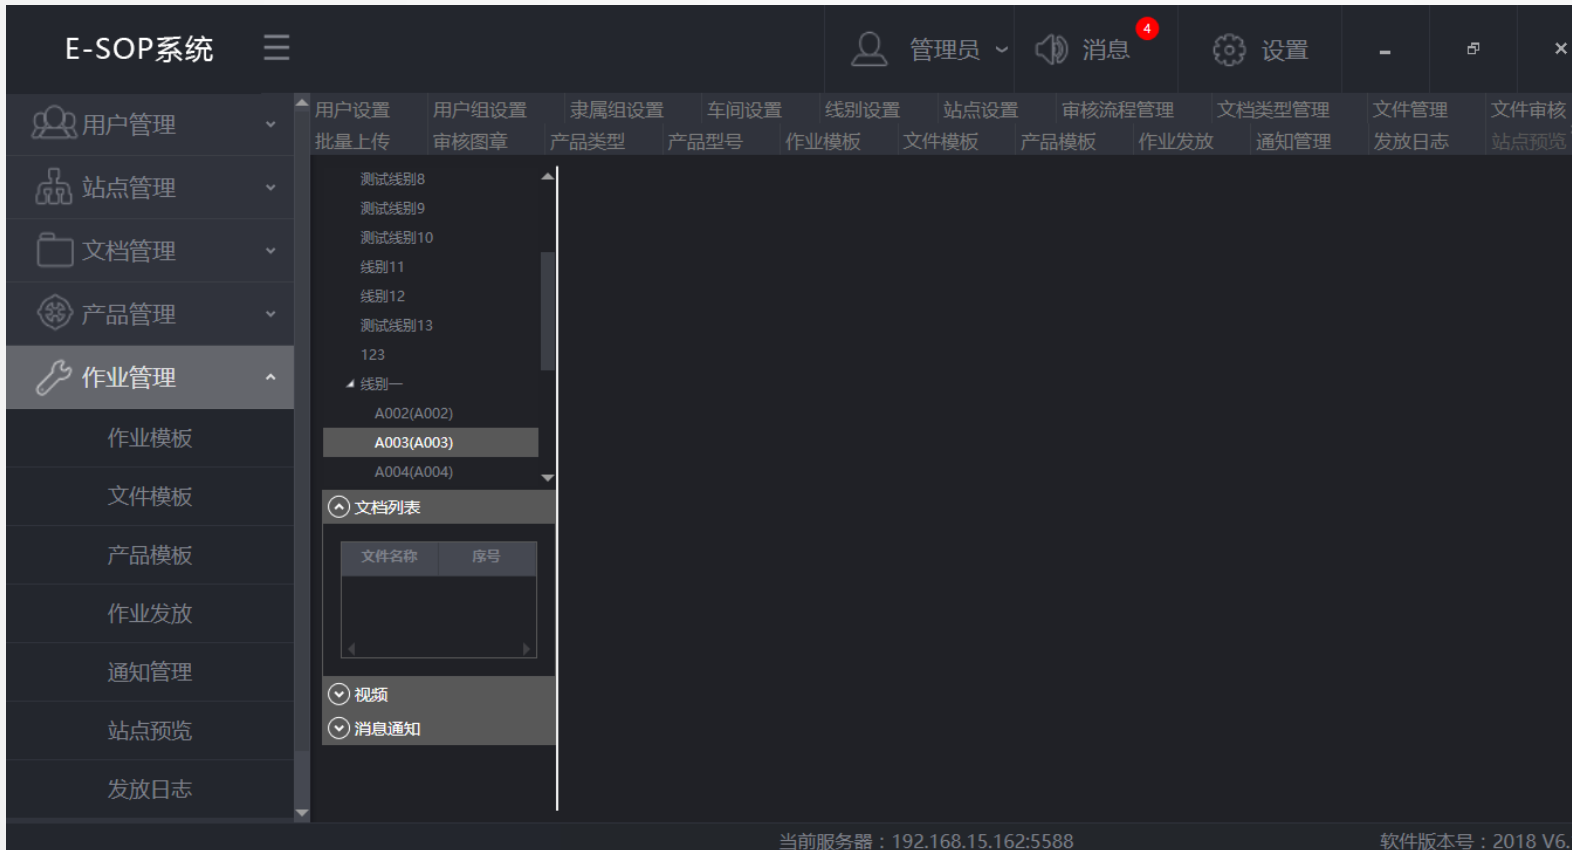 E-SOP系统
管理员
消息
4
设置
用户管理
站点管理
文档管理
产品管理
作业管理
作业模板
文件模板
产品模板
作业发放
通知管理
站点预览
发放日志
用户设置 用户组设置 隶属组设置 车间设置 线别设置 站点设置 审核流程管理 文档类型管理 文件管理 文件审核
批量上传 审核图章 产品类型 产品型号 作业模板 文件模板 产品模板 作业发放 通知管理 发放日志 站点预览
测试线别8
测试线别9
测试线别10
线别11
线别12
测试线别13
123
线别一
A002(A002)
A003(A003)
A004(A004)
文档列表
文件名称 序号
视频
消息通知
当前服务器：192.168.15.162:5588
软件版本号：2018 V6.